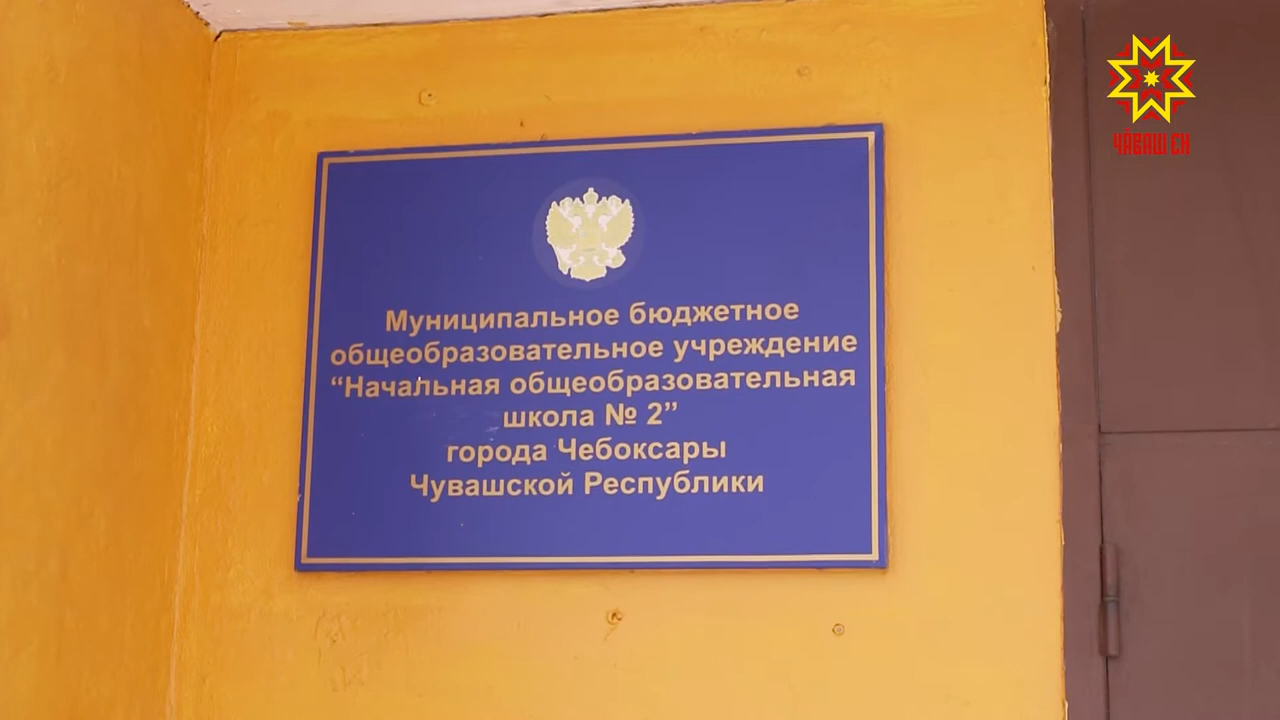 ЧӐВАШ ЕН
Муниципальное бюджетное
общеобразовательное учреждение
“Начальная общеобразовательная
школа № 2”
города Чебоксары
Чувашской Республики